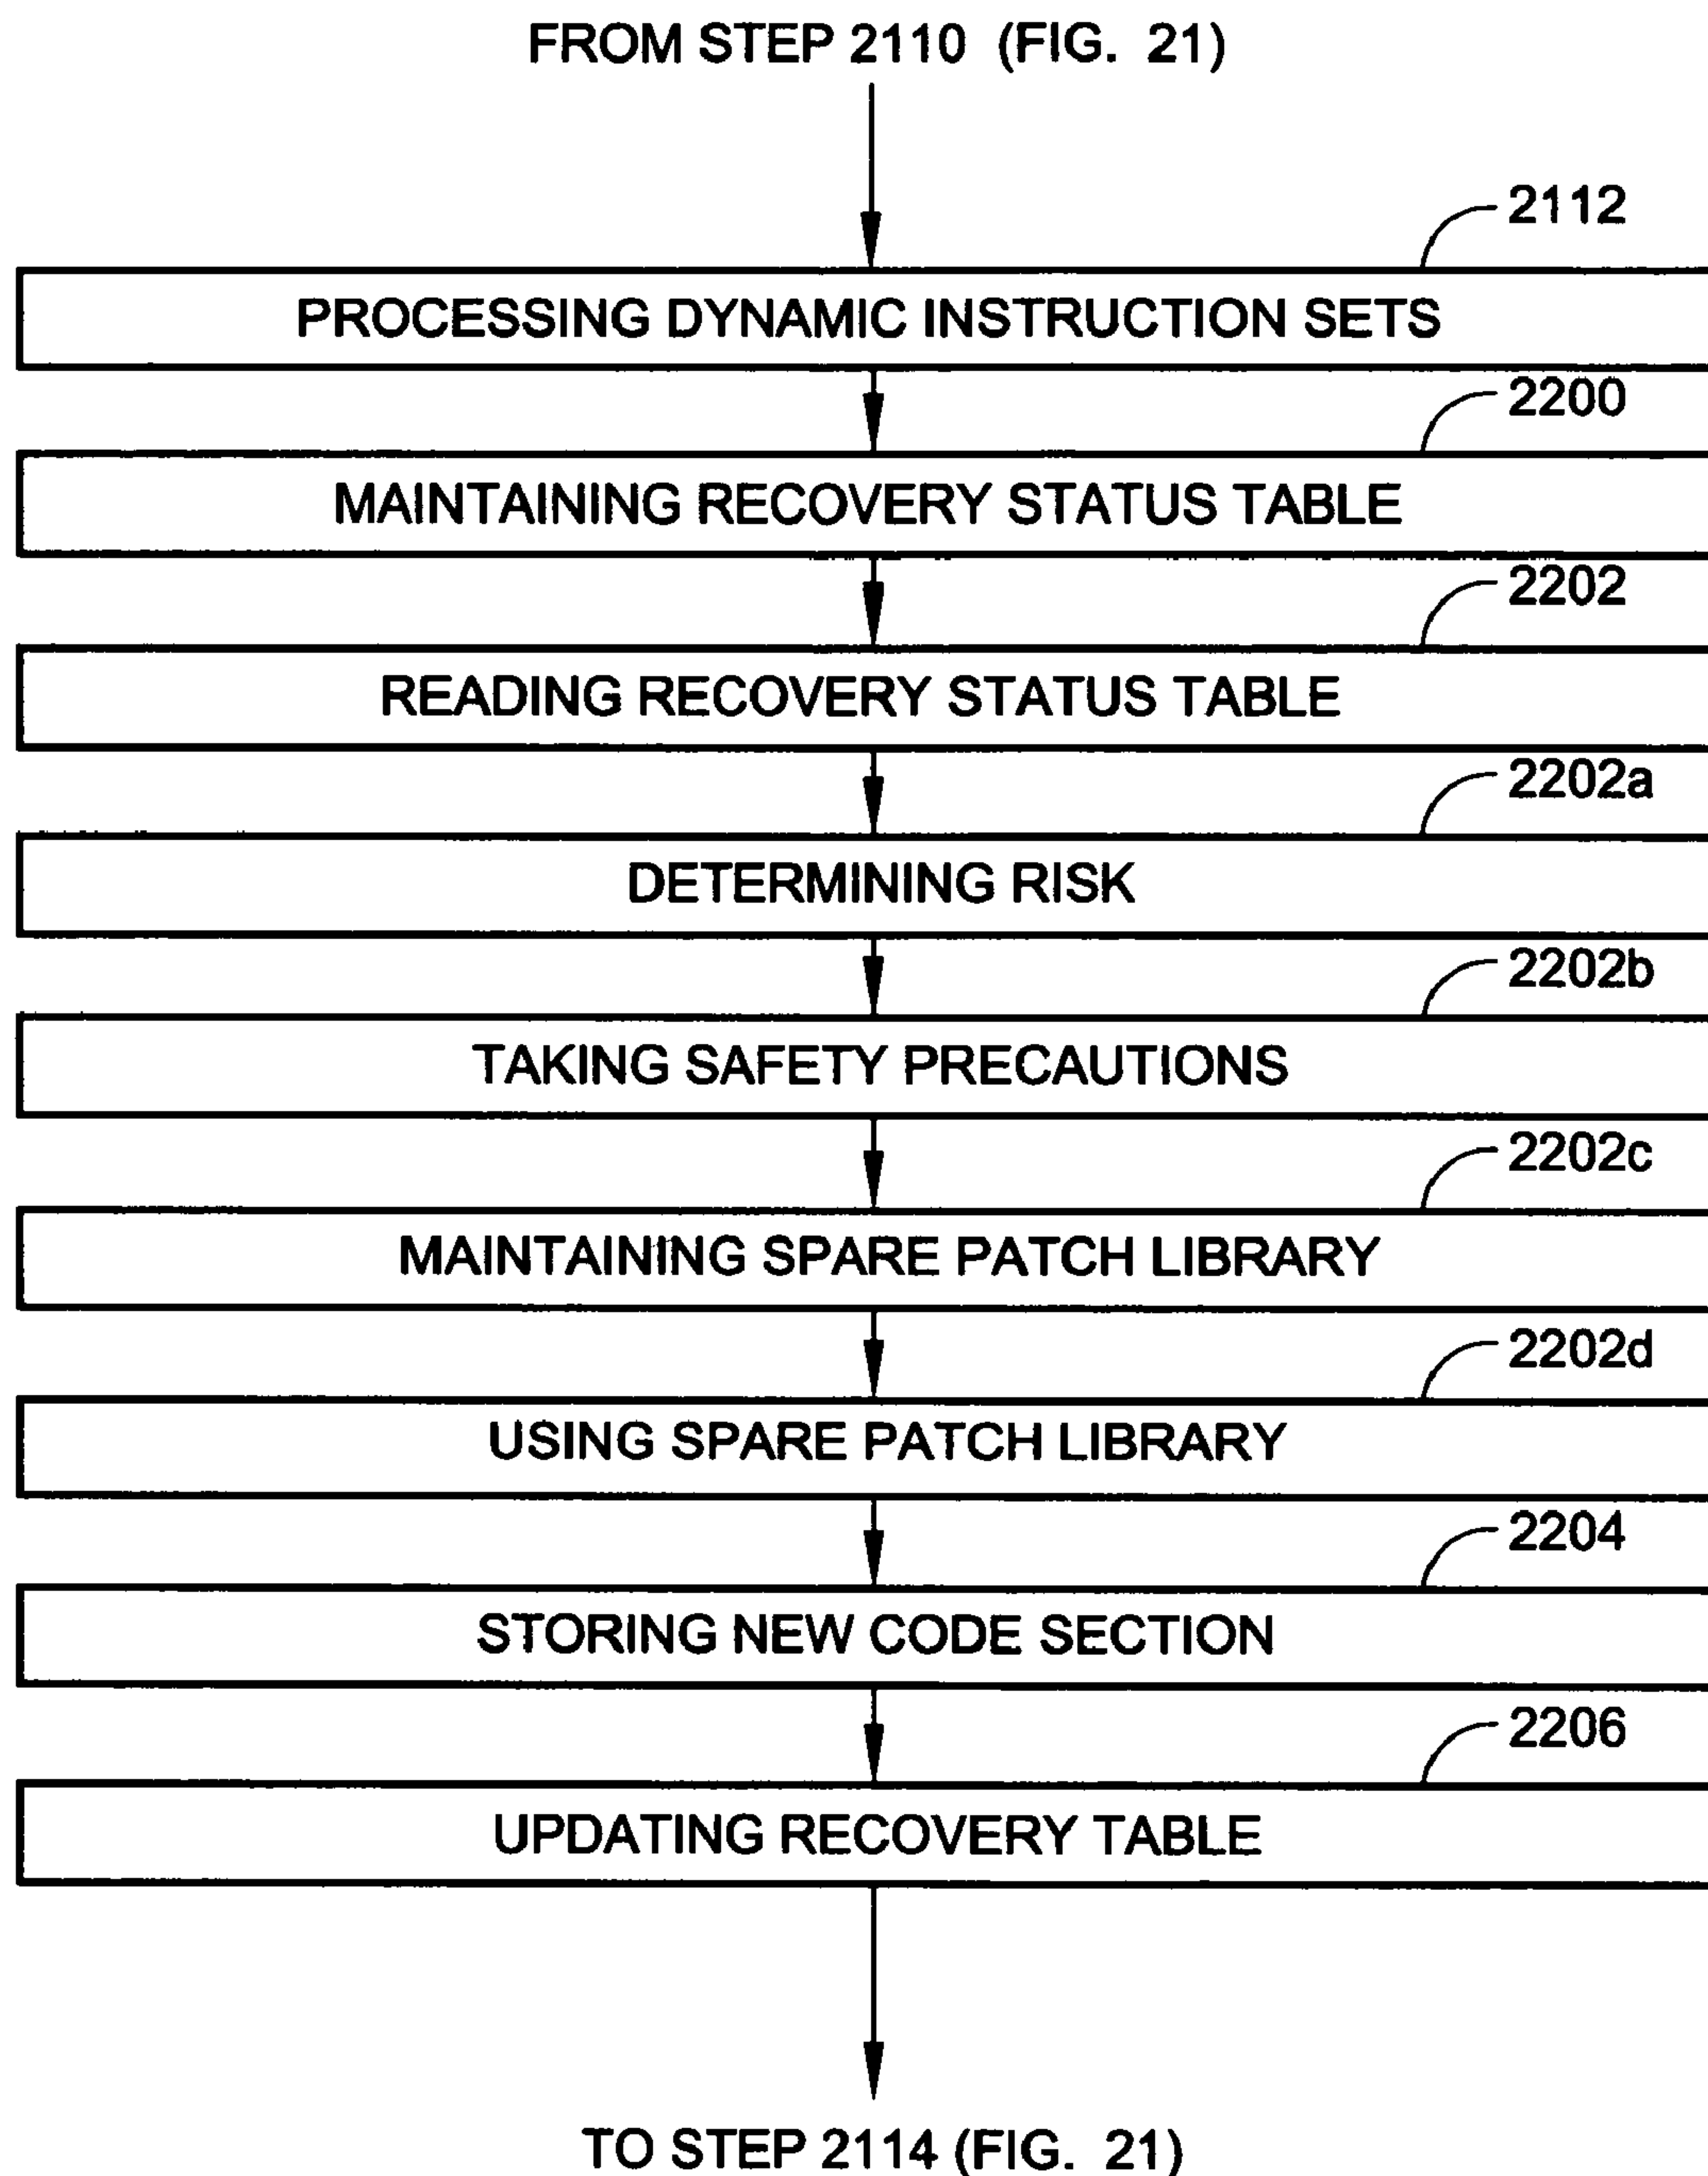 FROM STEP 2110 (FIG. 21)
2112
PROCESSING DYNAMIC INSTRUCTION SETS
2200
MAINTAINING RECOVERY STATUS TABLE
2202
READING RECOVERY STATUS TABLE
2202a
DETERMINING RISK
2202b
TAKING SAFETY PRECAUTIONS
2202c
MAINTAINING SPARE PATCH LIBRARY
2202d
USING SPARE PATCH LIBRARY
2204
STORING NEW CODE SECTION
2206
UPDATING RECOVERY TABLE
TO STEP 2114 (FIG. 21)